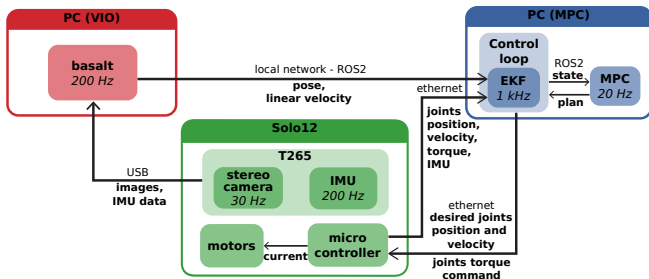 PC (VIO)
basalt
200 Hz
local network - ROS2
pose,
linear velocity
PC (MPC)
Control
loop
EKF
1 kHz
ROS2
state
plan
MPC
20 Hz
ethernet
joints
position,
velocity,
torque,
IMU
USB
images,
IMU data
Solo12
T265
stereo
camera
30 Hz
IMU
200 Hz
motors
current
micro
controller
ethernet
desired joints
position and
velocity
joints torque
command